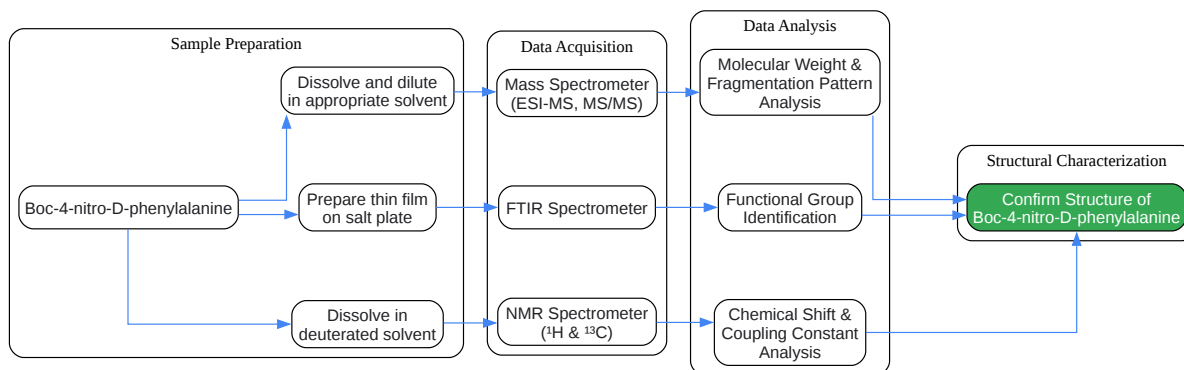 Sample Preparation
Data Acquisition
Data Analysis
Structural Characterization
Dissolve and dilute
in appropriate solvent
Mass Spectrometer
(ESI-MS, MS/MS)
Molecular Weight &
Fragmentation Pattern
Analysis
Boc-4-nitro-D-phenylalanine
Prepare thin film
on salt plate
FTIR Spectrometer
Functional Group
Identification
Confirm Structure of
Boc-4-nitro-D-phenylalanine
Dissolve in
deuterated solvent
NMR Spectrometer
(¹H & ¹³C)
Chemical Shift &
Coupling Constant
Analysis